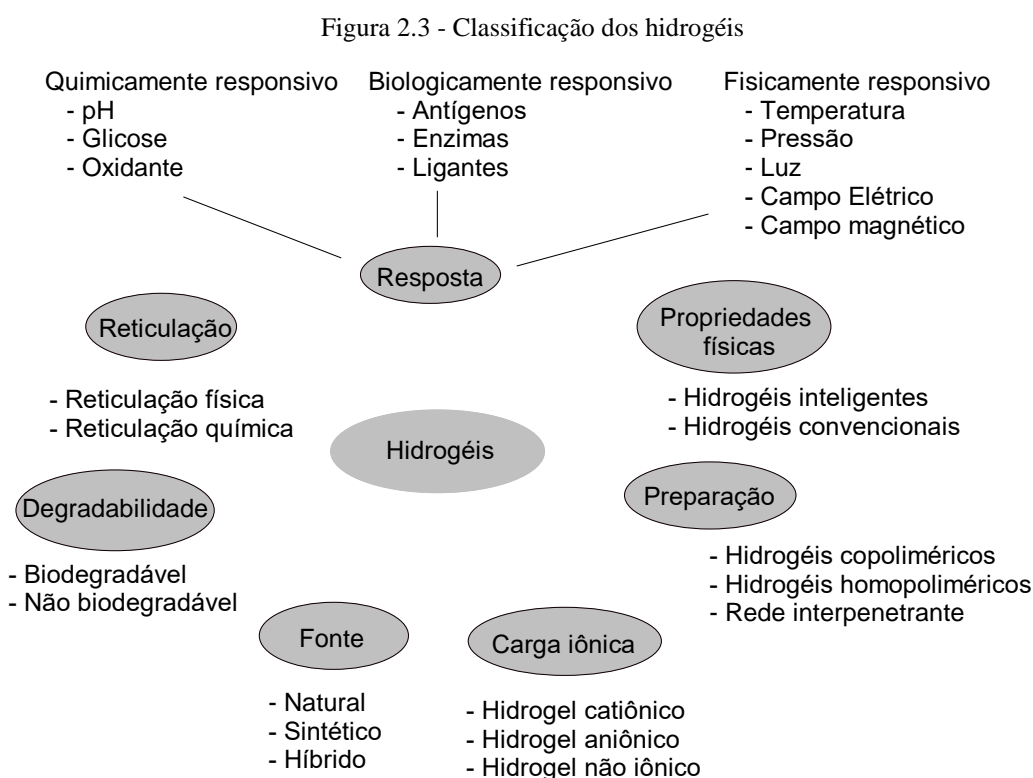 Figura 2.3 - Classificação dos hidrogéis
Quimicamente responsivo
- pH
- Glicose
- Oxidante
Biologicamente responsivo
- Antígenos
- Enzimas
- Ligantes
Fisicamente responsivo
- Temperatura
- Pressão
- Luz
- Campo Elétrico
- Campo magnético
Resposta
Reticulação
- Reticulação física
- Reticulação química
Propriedades
físicas
- Hidrogéis inteligentes
- Hidrogéis convencionais
Hidrogéis
Degradabilidade
- Biodegradável
- Não biodegradável
Preparação
- Hidrogéis copoliméricos
- Hidrogéis homopoliméricos
- Rede interpenetrante
Fonte
- Natural
- Sintético
- Híbrido
Carga iônica
- Hidrogel catiônico
- Hidrogel aniônico
- Hidrogel não iônico